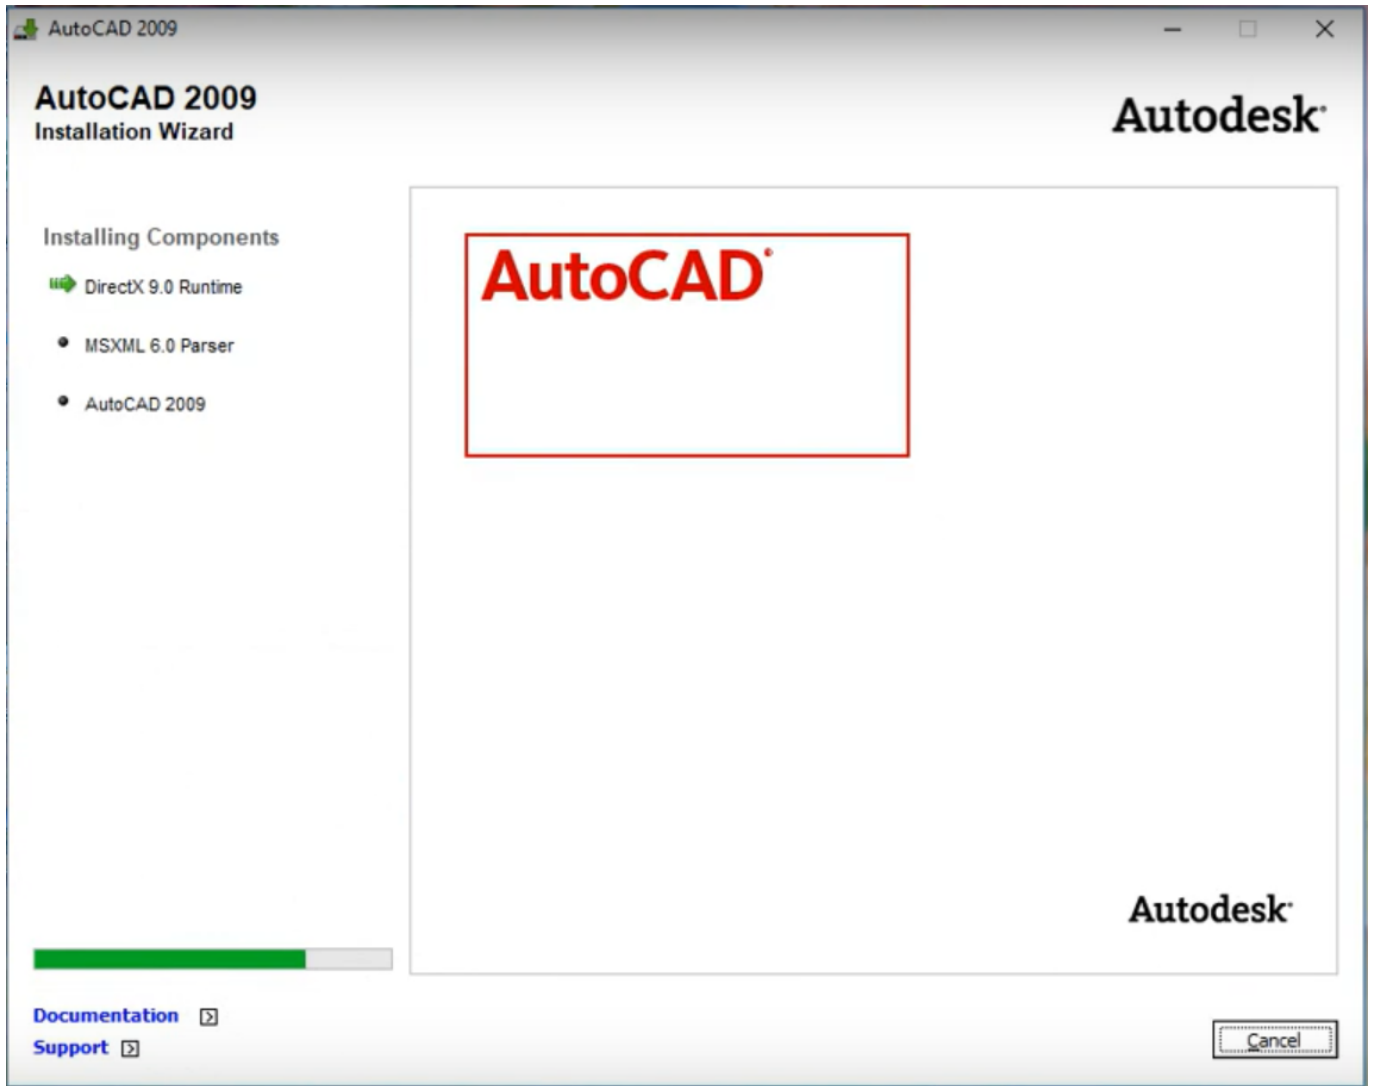 AutoCAD 2009
AutoCAD 2009
Installation Wizard
Autodesk®
Installing Components
DirectX 9.0 Runtime
MSXML 6.0 Parser
AutoCAD 2009
AutoCAD®
Autodesk®
Documentation
Support
Cancel